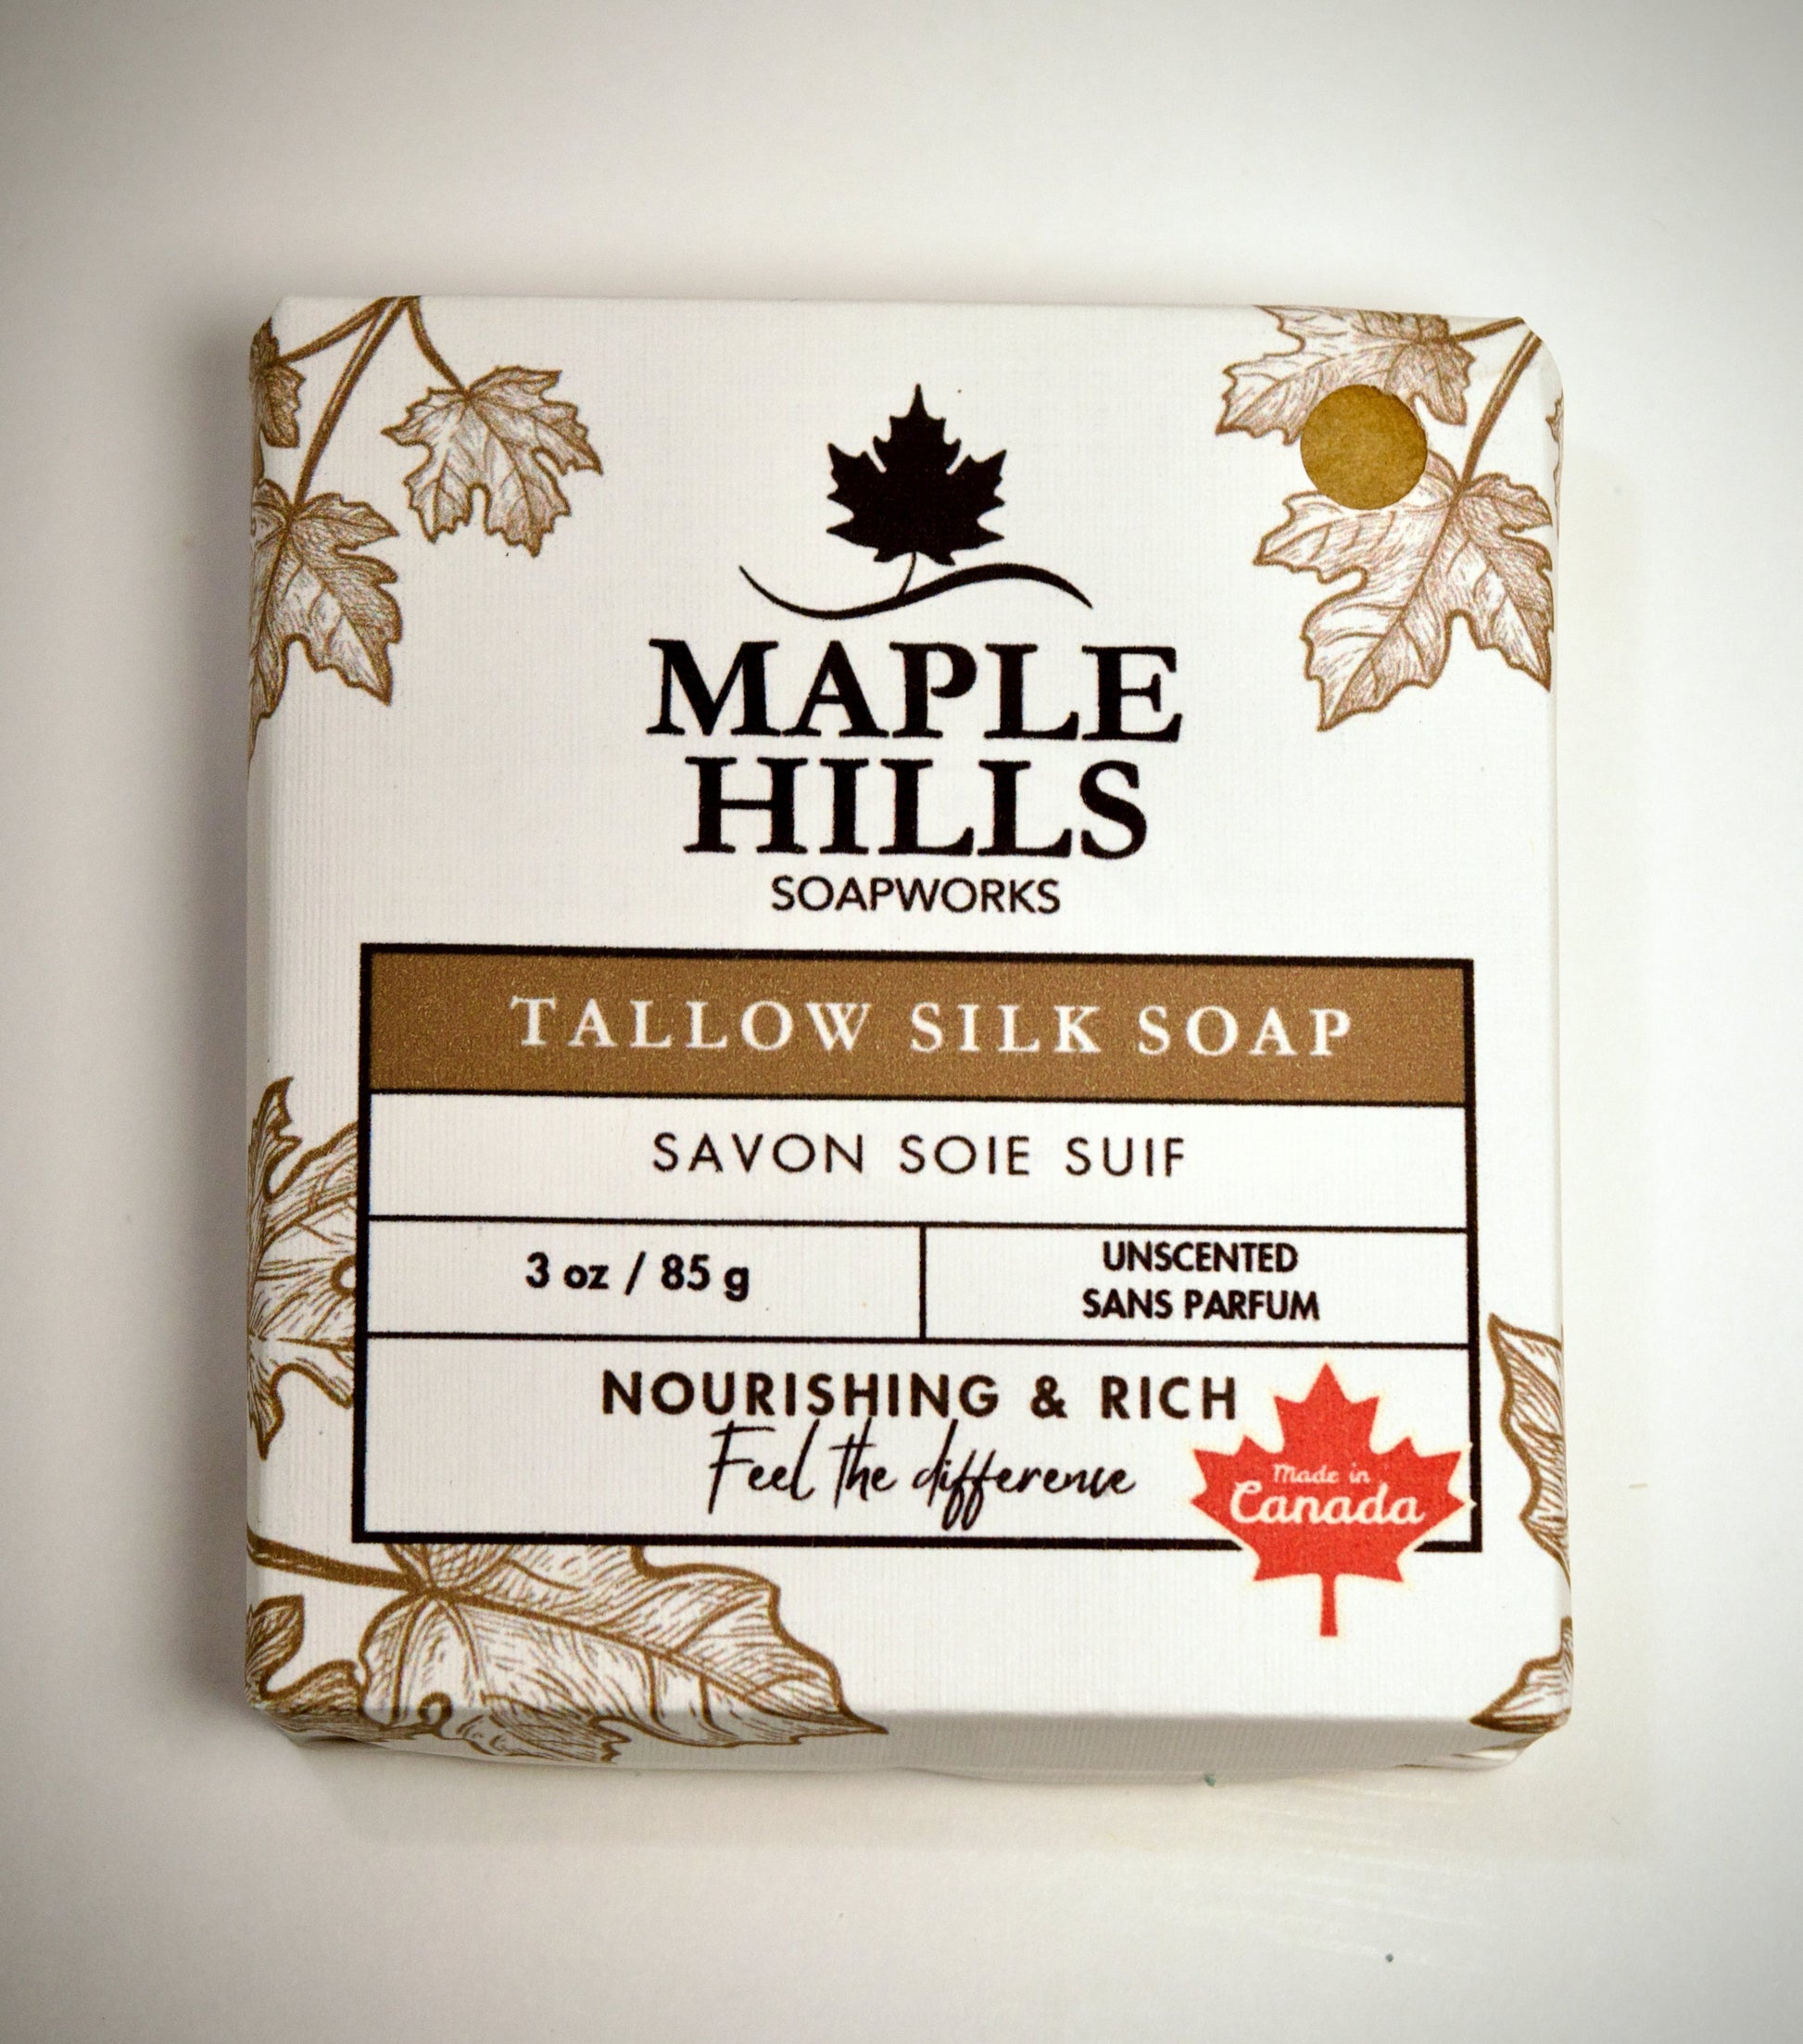 MAPLE
HILLS
SOAPWORKS
TALLOW SILK SOAP
SAVON SOIE SUIF
3 oz / 85 g
UNSCENTED
SANS PARFUM
NOURISHING & RICH
Feel the difference
Made in
Canada